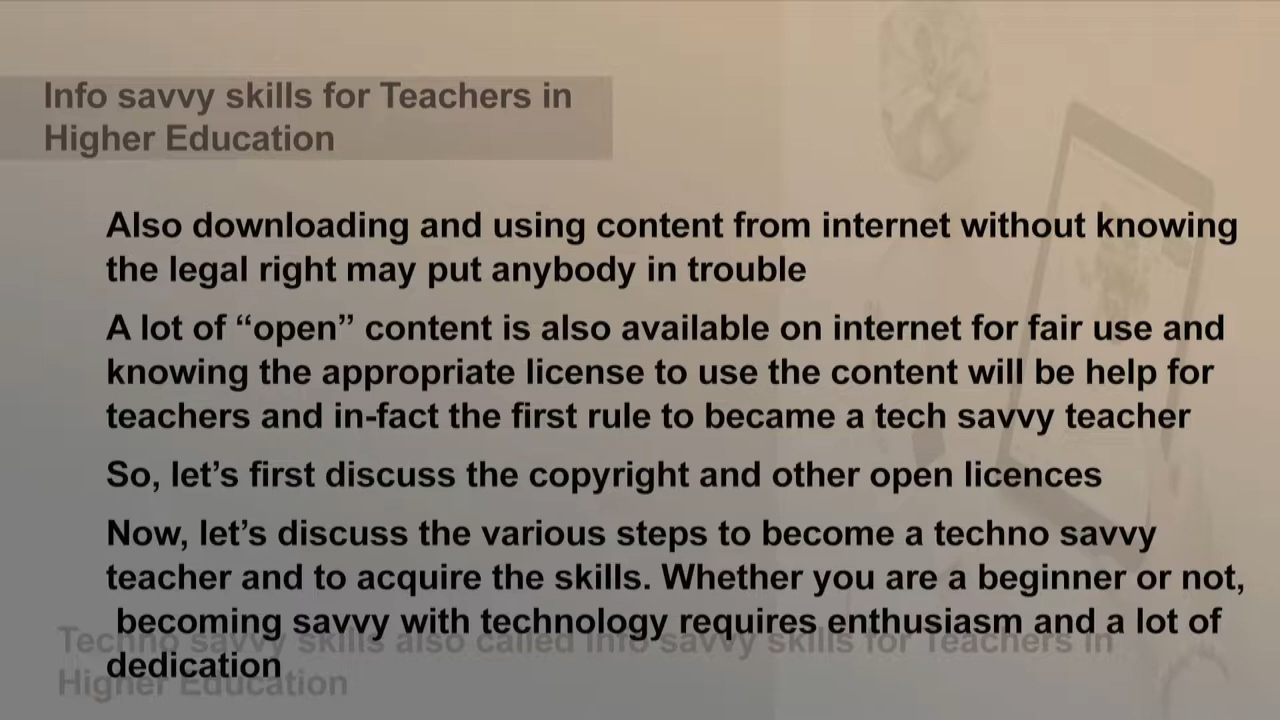 Info savvy skills for Teachers in
Higher Education
Also downloading and using content from internet without knowing
the legal right may put anybody in trouble
A lot of “open” content is also available on internet for fair use and
knowing the appropriate license to use the content will be help for
teachers and in-fact the first rule to became a tech savvy teacher
So, let’s first discuss the copyright and other open licences
Now, let’s discuss the various steps to become a techno savvy
teacher and to acquire the skills. Whether you are a beginner or not,
becoming savvy with technology requires enthusiasm and a lot of
dedication
Techno savvy skills also called Info savvy skills for Teachers in
Higher Education